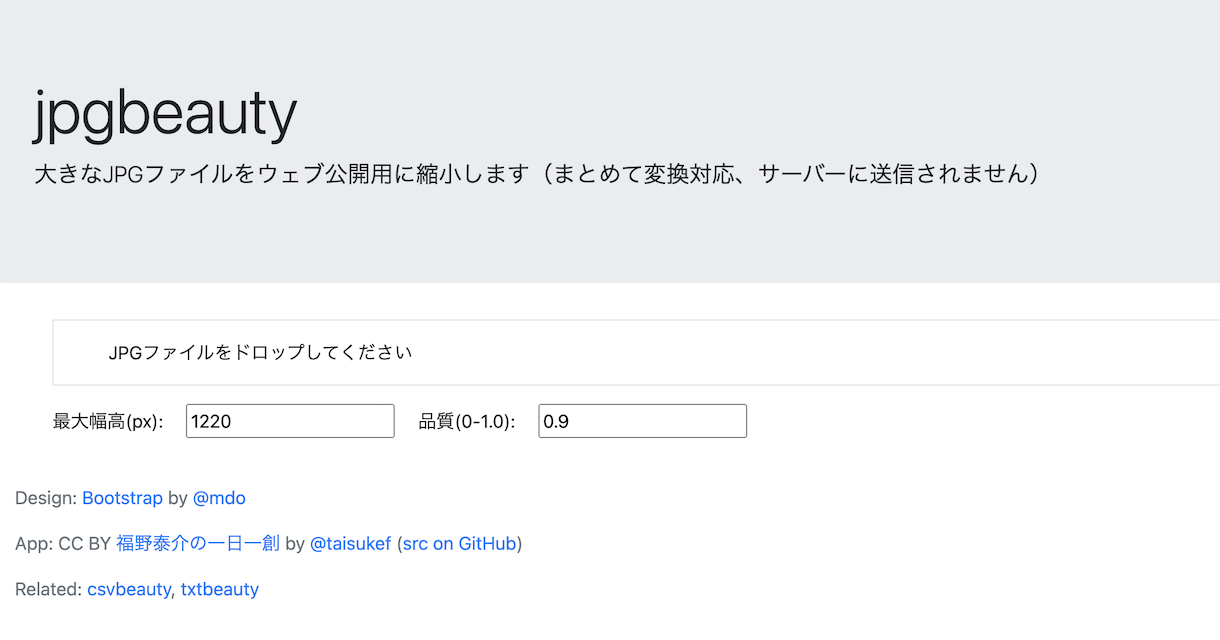 jpgbeauty
大きなJPGファイルをウェブ公開用に縮小します（まとめて変換対応、サーバーに送信されません）
JPGファイルをドロップしてください
最大幅高(px): 1220 品質(0-1.0): 0.9
Design: Bootstrap by @mdo
App: CC BY 福野泰介の一日一創 by @taisukef (src on GitHub)
Related: csvbeauty, txtbeauty